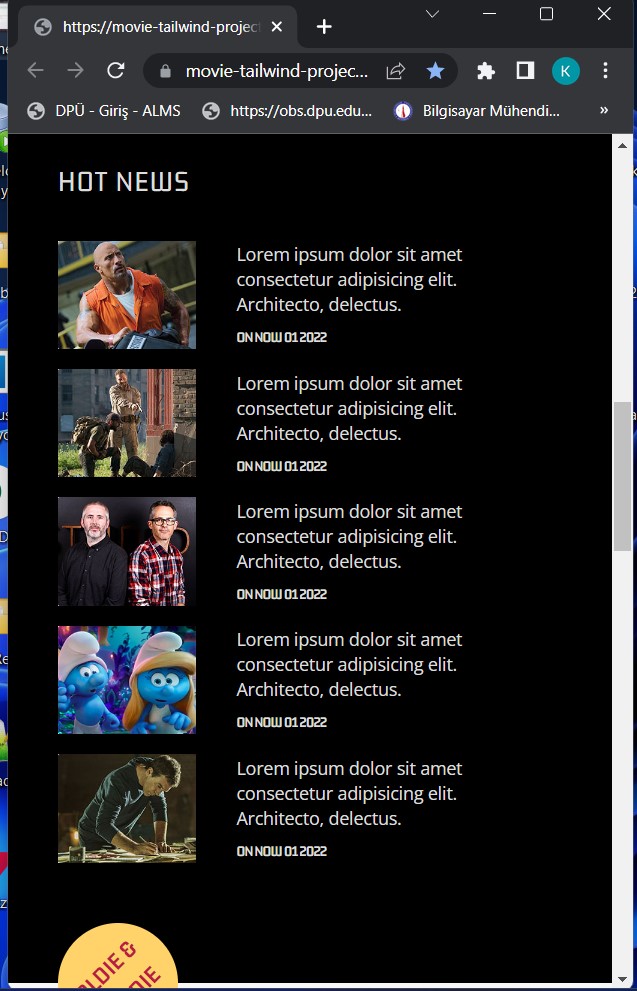 https://movie-tailwind-project
movie-tailwind-projec...
K
DPÜ - Giriş - ALMS
https://obs.dpu.edu...
Bilgisayar Mühendi...
»
HOT NEWS
Lorem ipsum dolor sit amet
consectetur adipisicing elit.
Architecto, delectus.
ON NOW 01 2022
Lorem ipsum dolor sit amet
consectetur adipisicing elit.
Architecto, delectus.
ON NOW 01 2022
Lorem ipsum dolor sit amet
consectetur adipisicing elit.
Architecto, delectus.
ON NOW 01 2022
Lorem ipsum dolor sit amet
consectetur adipisicing elit.
Architecto, delectus.
ON NOW 01 2022
Lorem ipsum dolor sit amet
consectetur adipisicing elit.
Architecto, delectus.
ON NOW 01 2022